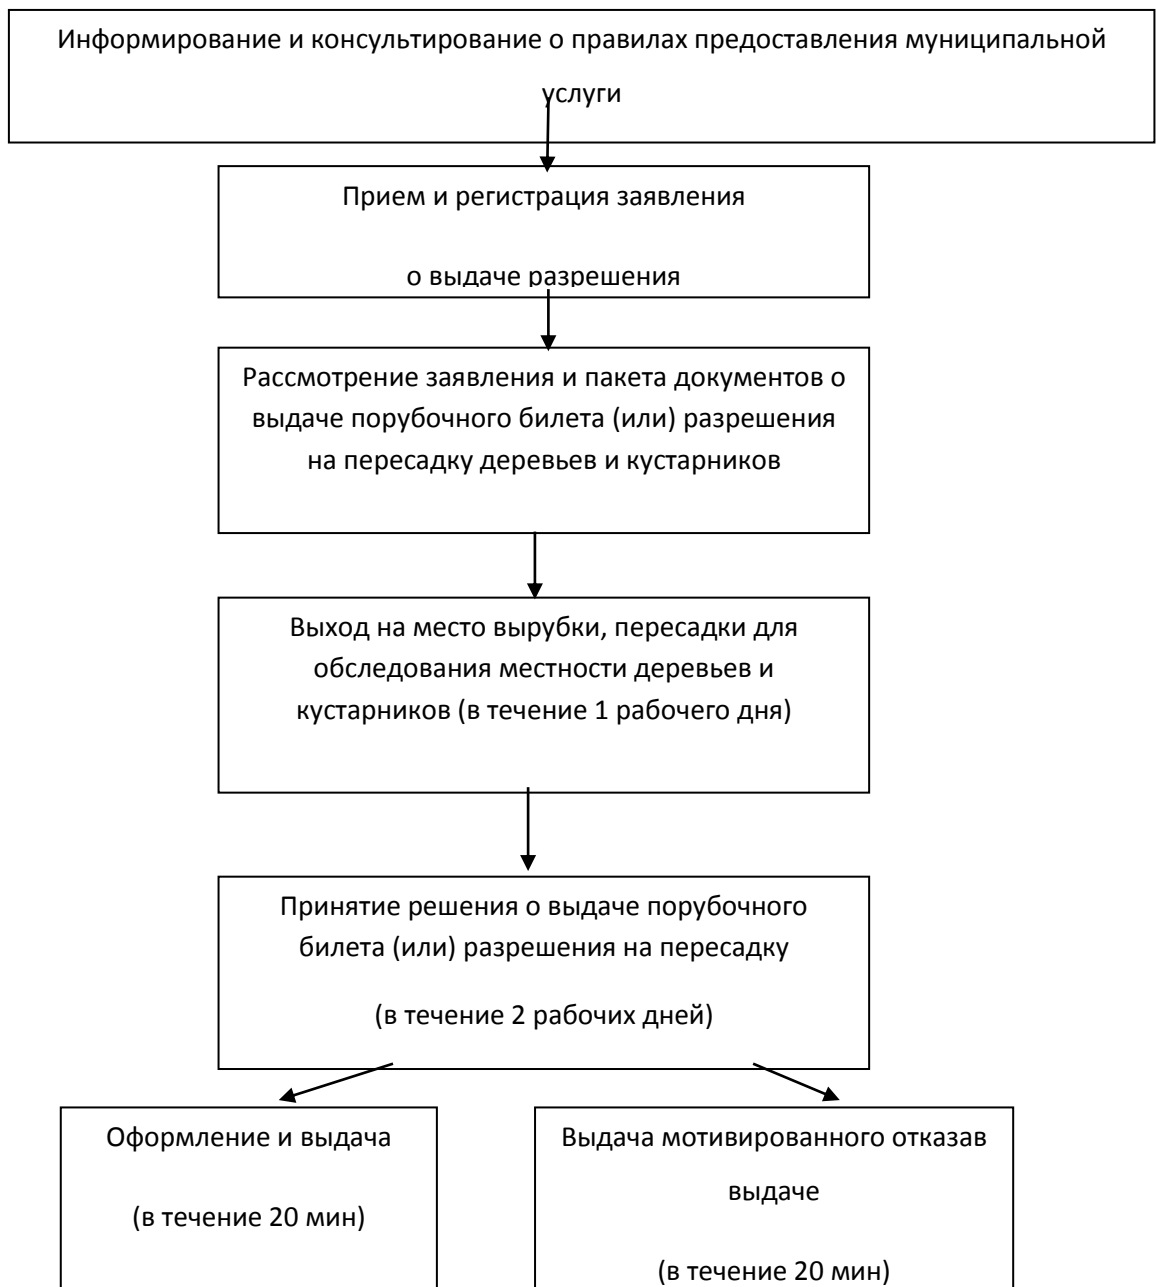 Информирование и консультирование о правилах предоставления муниципальной
услуги
Прием и регистрация заявления
о выдаче разрешения
Рассмотрение заявления и пакета документов о
выдаче порубочного билета (или) разрешения
на пересадку деревьев и кустарников
Выход на место вырубки, пересадки для
обследования местности деревьев и
кустарников (в течение 1 рабочего дня)
Принятие решения о выдаче порубочного
билета (или) разрешения на пересадку
(в течение 2 рабочих дней)
Оформление и выдача
(в течение 20 мин)
Выдача мотивированного отказав
выдаче
(в течение 20 мин)